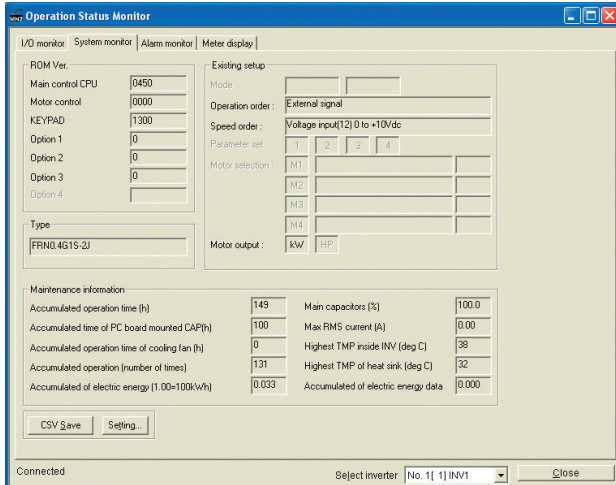 MNZ Operation Status Monitor
I/O monitor System monitor Alarm monitor Meter display
ROM Ver.
Main control CPU 0450
Motor control 0000
KEYPAD 1300
Option 1 0
Option 2 0
Option 3 0
Option 4
Type
FRN0.4G1S-2J
Existing setup
Mode
Operation order : External signal
Speed order : Voltage input(12) 0 to +10Vdc
Parameter set : 1 2 3 4
Motor selection : M1
M2
M3
M4
Motor output : kW HP
Maintenance information
Accumulated operation time (h) 149
Accumulated time of PC board mounted CAP(h) 100
Accumulated operation time of cooling fan (h) 0
Accumulated operation (number of times) 131
Accumulated of electric energy (1.00=100kWh) 0.033
Main capacitors (%) 100.0
Max RMS current (A) 0.00
Highest TMP inside INV (deg C) 38
Highest TMP of heat sink (deg C) 32
Accumulated of electric energy data 0.000
CSV Save Setting...
Connected Select inverter No. 1[ 1] INV1 Close